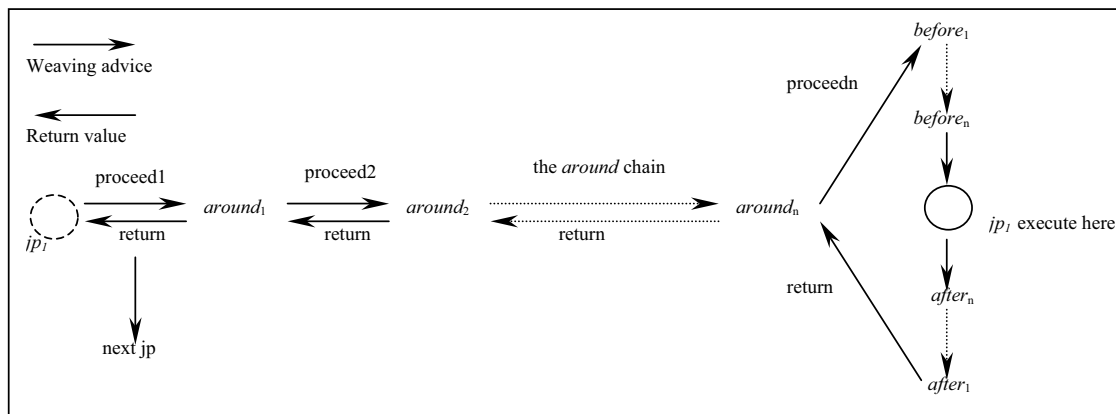 Weaving advice
Return value
proceed1
return
jp₁
around₁
proceed2
return
around₂
the around chain
return
aroundₙ
proceedn
return
before₁
beforeₙ
jp₁ execute here
afterₙ
after₁
next jp